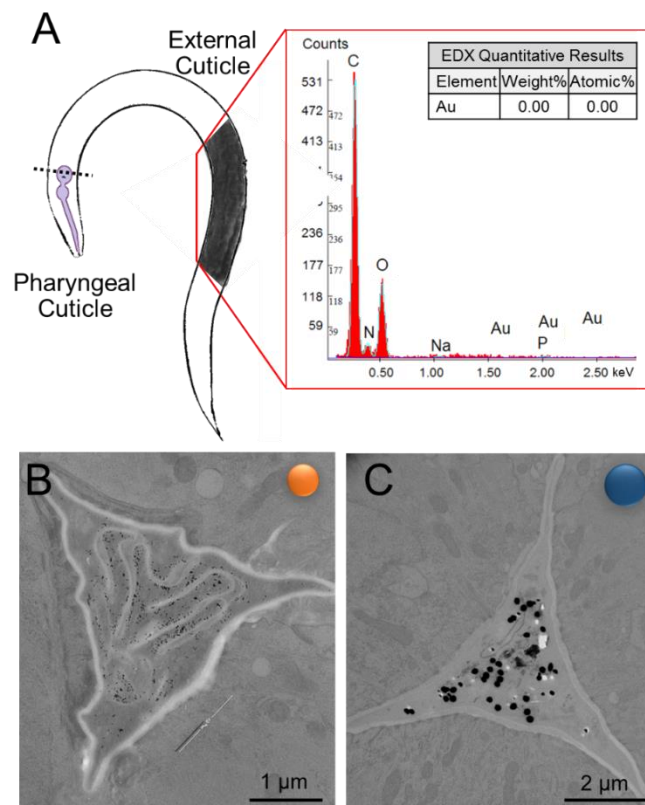 A
External
Cuticle
Pharyngeal
Cuticle
Counts
531
472
413
236
177
118
59
472
413
354
295
236
177
118
59
C
O
N
Na
Au
Au
Au
P
0.50
1.00
1.50
2.00
2.50
keV
EDX Quantitative Results
Element Weight% Atomic%
Au 0.00 0.00
B
1 µm
C
2 µm